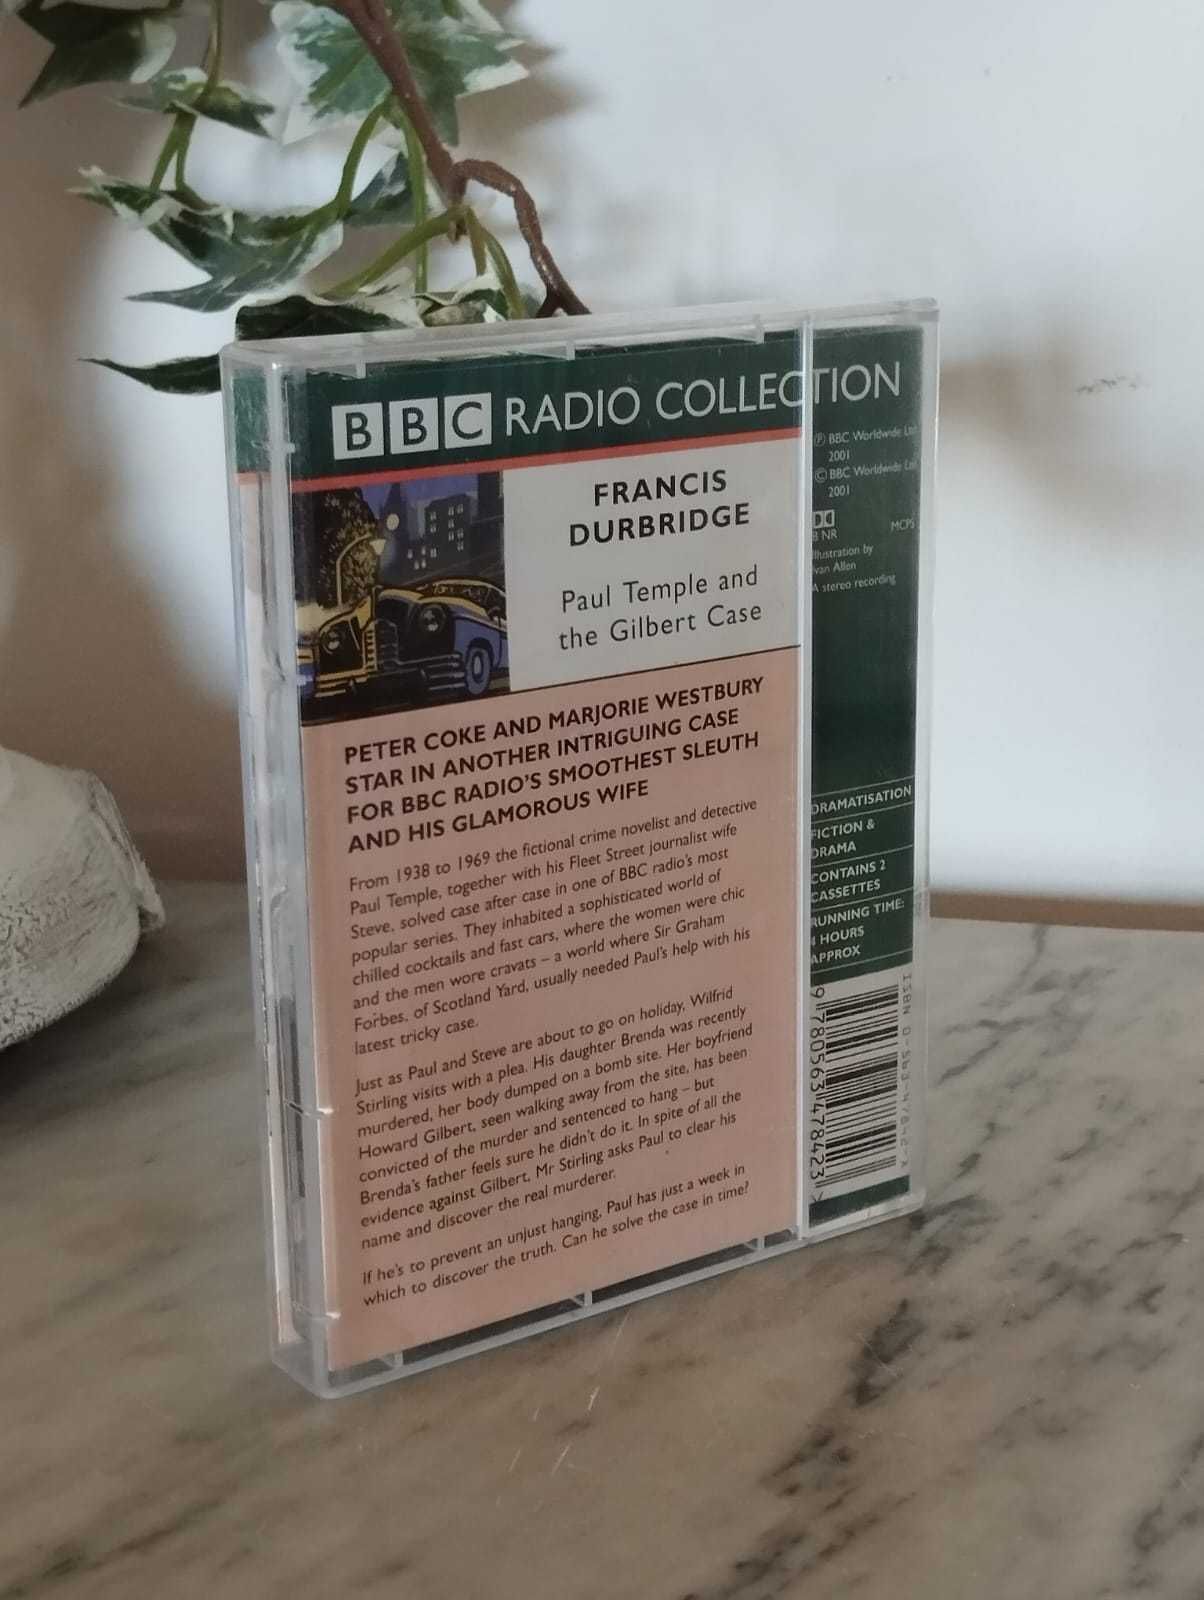 BBC RADIO COLLECTION
FRANCIS
DURBRIDGE
Paul Temple and
the Gilbert Case
PETER COKE AND MARJORIE WESTBURY
STAR IN ANOTHER INTRIGUING CASE
FOR BBC RADIO'S SMOOTHEST SLEUTH
AND HIS GLAMOROUS WIFE
From 1938 to 1969 the fictional crime novelist and detective
Paul Temple, together with his Fleet Street journalist wife
Steve, solved case after case in one of BBC radio's most
popular series. They inhabited a sophisticated world of
chilled cocktails and fast cars, where the women were chic
and the men wore cravats – a world where Sir Graham
Forbes, of Scotland Yard, usually needed Paul's help with his
latest tricky case.
Just as Paul and Steve are about to go on holiday, Wilfrid
Stirling visits with a plea. His daughter Brenda was recently
murdered, her body dumped on a bomb site. Her boyfriend
Howard Gilbert, seen walking away from the site, has been
convicted of the murder and sentenced to hang – but
Brenda's father feels sure he didn't do it. In spite of all the
evidence against Gilbert, Mr Stirling asks Paul to clear his
name and discover the real murderer.
If he's to prevent an unjust hanging, Paul has just a week in
which to discover the truth. Can he solve the case in time?
Ⓟ BBC Worldwide Ltd
2001
© BBC Worldwide Ltd
2001
B NR MCPS
Illustration by
A stereo recording
DRAMATISATION
FICTION &
DRAMA
CONTAINS 2
CASSETTES
RUNNING TIME:
HOURS
APPROX
ISBN 0-563-47842-X
9 780563 478423 >